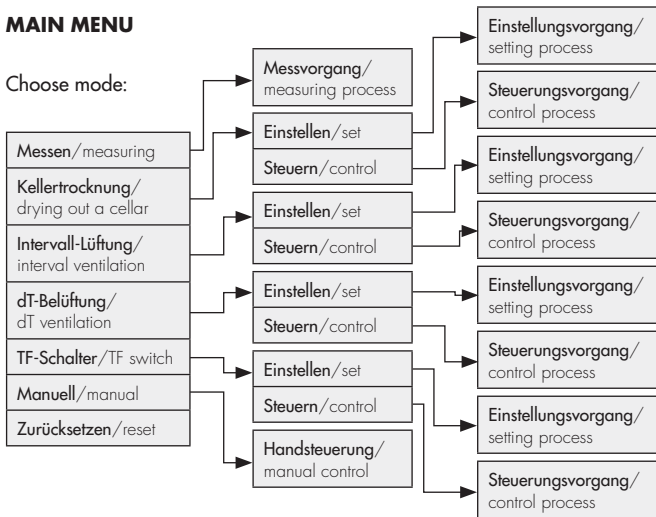 MAIN MENU
Choose mode:
Messen/measuring
Kellertrocknung/
drying out a cellar
Intervall-Lüftung/
interval ventilation
dT-Belüftung/
dT ventilation
TF-Schalter/TF switch
Manuell/manual
Zurücksetzen/reset
Messvorgang/
measuring process
Einstellen/set
Steuern/control
Einstellen/set
Steuern/control
Einstellen/set
Steuern/control
Einstellen/set
Steuern/control
Handsteuerung/
manual control
Einstellungsvorgang/
setting process
Steuerungsvorgang/
control process
Einstellungsvorgang/
setting process
Steuerungsvorgang/
control process
Einstellungsvorgang/
setting process
Steuerungsvorgang/
control process
Einstellungsvorgang/
setting process
Steuerungsvorgang/
control process